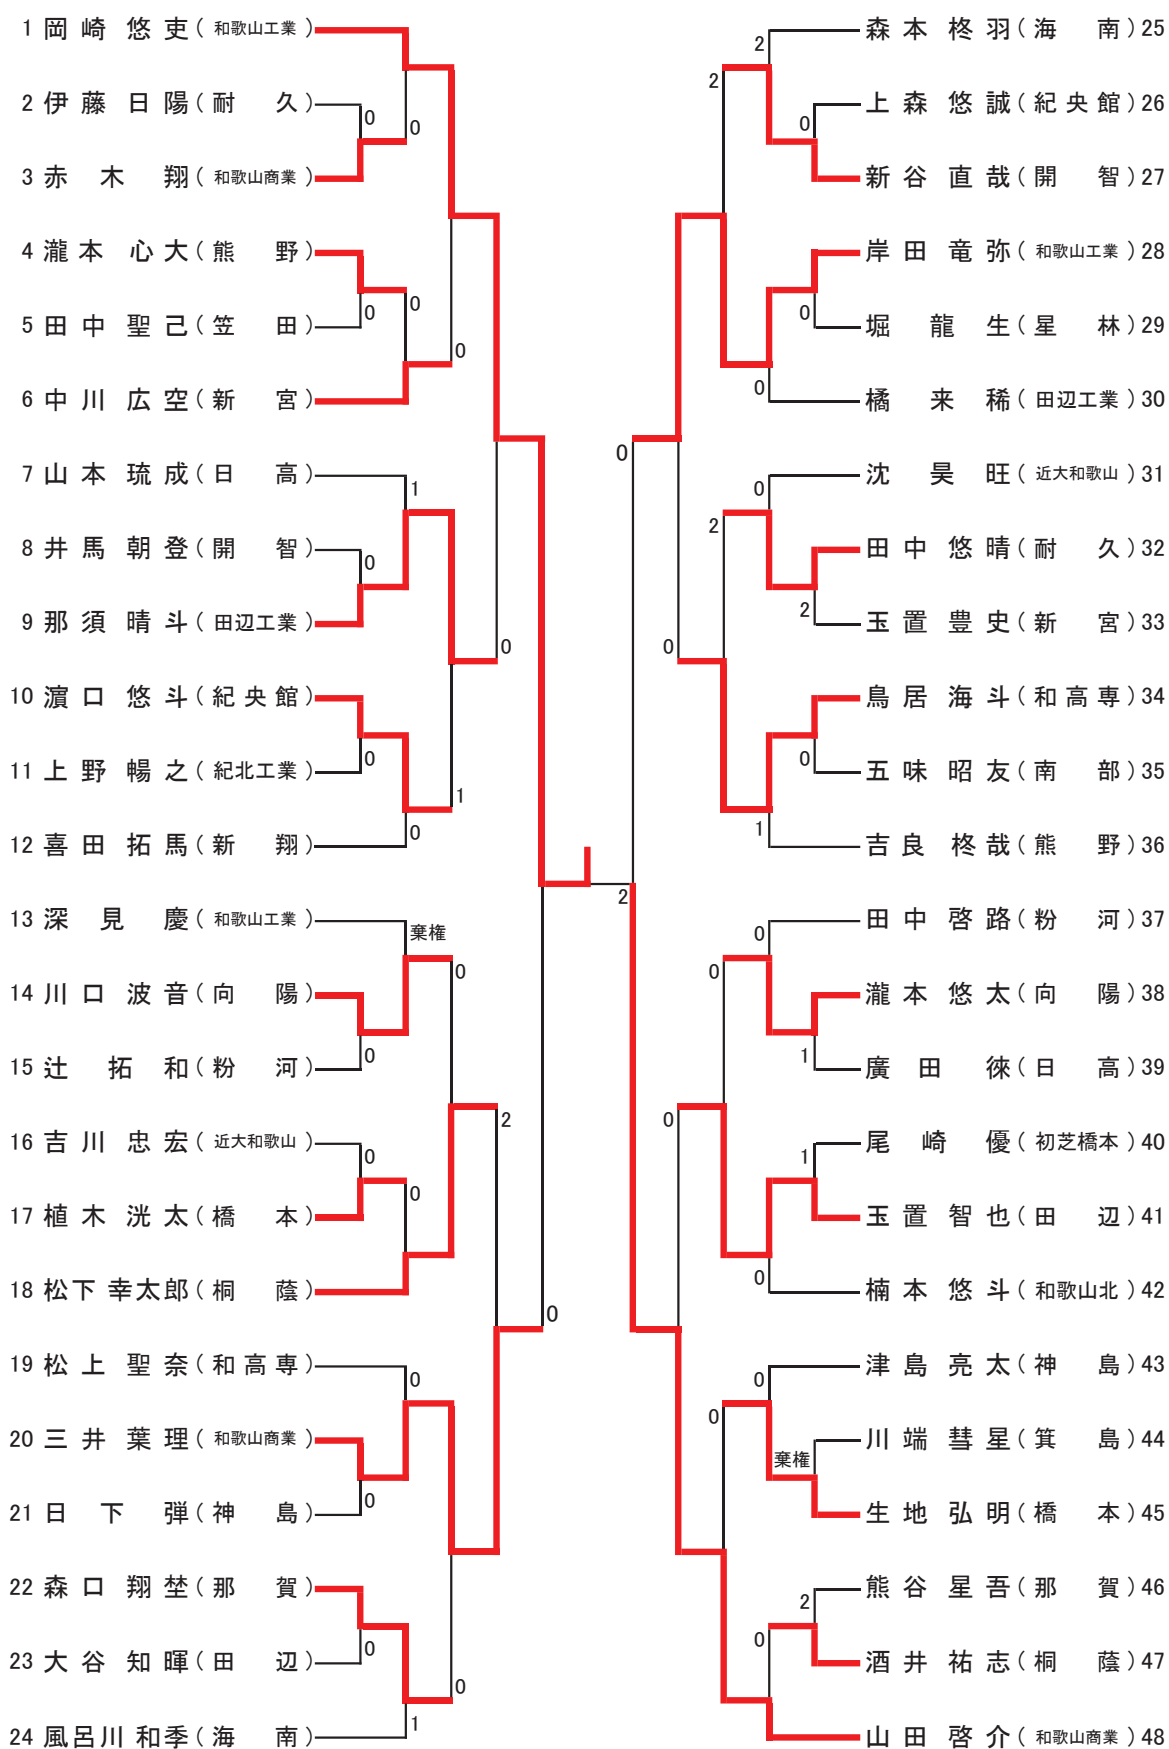 1 岡崎悠吏(和歌山工業)
2 伊藤日陽(耐久)
0
0
3 赤木翔(和歌山商業)
4 瀧本心大(熊野)
0
0
5 田中聖己(笠田)
0
6 中川広空(新宮)
7 山本琉成(日高)
1
8 井馬朝登(開智)
0
9 那須晴斗(田辺工業)
0
10 濵口悠斗(紀央館)
0
11 上野暢之(紀北工業)
1
0
12 喜田拓馬(新翔)
13 深見慶(和歌山工業)
棄権
0
14 川口波音(向陽)
0
15 辻拓和(粉河)
2
16 吉川忠宏(近大和歌山)
0
0
17 植木洸太(橋本)
18 松下幸太郎(桐蔭)
0
19 松上聖奈(和高専)
0
20 三井葉理(和歌山商業)
0
21 日下弾(神島)
22 森口翔埜(那賀)
0
23 大谷知暉(田辺)
0
1
24 風呂川和季(海南)
森本柊羽(海南)25
2
2
上森悠誠(紀央館)26
0
新谷直哉(開智)27
岸田竜弥(和歌山工業)28
0
堀龍生(星林)29
0
橘来稀(田辺工業)30
0
沈昊旺(近大和歌山)31
0
2
田中悠晴(耐久)32
2
玉置豊史(新宮)33
0
鳥居海斗(和高専)34
0
五味昭友(南部)35
1
吉良柊哉(熊野)36
2
田中啓路(粉河)37
0
0
瀧本悠太(向陽)38
1
廣田徠(日高)39
0
尾崎優(初芝橋本)40
1
玉置智也(田辺)41
0
楠本悠斗(和歌山北)42
津島亮太(神島)43
0
0
川端彗星(箕島)44
棄権
生地弘明(橋本)45
熊谷星吾(那賀)46
2
0
酒井祐志(桐蔭)47
山田啓介(和歌山商業)48